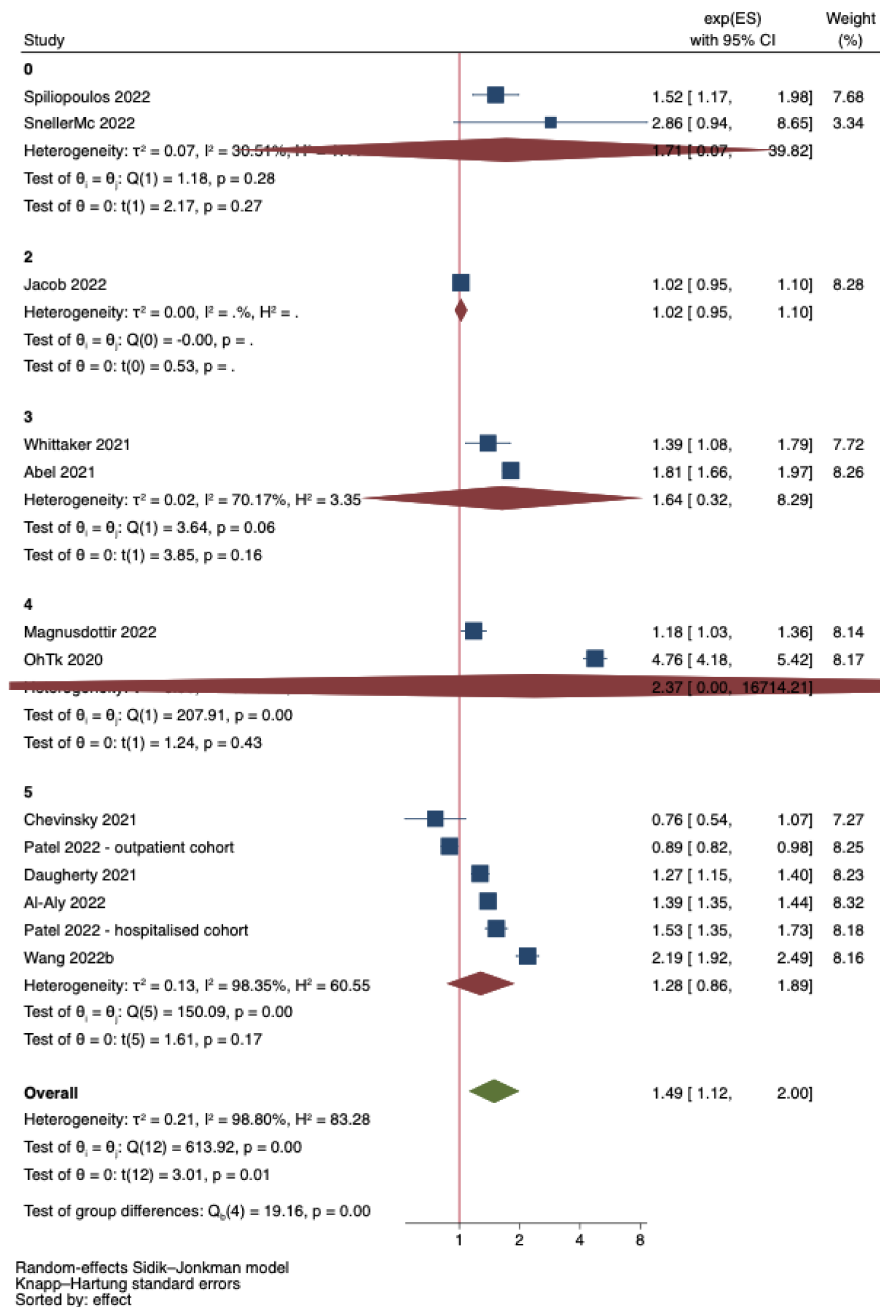 exp(ES) Weight
Study with 95% CI (%)
0
Spiliopoulos 2022 1.52 [ 1.17, 1.98] 7.68
SnellerMc 2022 2.86 [ 0.94, 8.65] 3.34
Heterogeneity: τ² = 0.07, I² = 30.51%, H² 1.71 [ 0.07, 39.82]
Test of θᵢ = θⱼ: Q(1) = 1.18, p = 0.28
Test of θ = 0: t(1) = 2.17, p = 0.27
2
Jacob 2022 1.02 [ 0.95, 1.10] 8.28
Heterogeneity: τ² = 0.00, I² = .%, H² = . 1.02 [ 0.95, 1.10]
Test of θᵢ = θⱼ: Q(0) = -0.00, p = .
Test of θ = 0: t(0) = 0.53, p = .
3
Whittaker 2021 1.39 [ 1.08, 1.79] 7.72
Abel 2021 1.81 [ 1.66, 1.97] 8.26
Heterogeneity: τ² = 0.02, I² = 70.17%, H² = 3.35 1.64 [ 0.32, 8.29]
Test of θᵢ = θⱼ: Q(1) = 3.64, p = 0.06
Test of θ = 0: t(1) = 3.85, p = 0.16
4
Magnusdottir 2022 1.18 [ 1.03, 1.36] 8.14
OhTk 2020 4.76 [ 4.18, 5.42] 8.17
2.37 [ 0.00, 16714.21]
Test of θᵢ = θⱼ: Q(1) = 207.91, p = 0.00
Test of θ = 0: t(1) = 1.24, p = 0.43
5
Chevinsky 2021 0.76 [ 0.54, 1.07] 7.27
Patel 2022 - outpatient cohort 0.89 [ 0.82, 0.98] 8.25
Daugherty 2021 1.27 [ 1.15, 1.40] 8.23
Al-Aly 2022 1.39 [ 1.35, 1.44] 8.32
Patel 2022 - hospitalised cohort 1.53 [ 1.35, 1.73] 8.18
Wang 2022b 2.19 [ 1.92, 2.49] 8.16
Heterogeneity: τ² = 0.13, I² = 98.35%, H² = 60.55 1.28 [ 0.86, 1.89]
Test of θᵢ = θⱼ: Q(5) = 150.09, p = 0.00
Test of θ = 0: t(5) = 1.61, p = 0.17
Overall 1.49 [ 1.12, 2.00]
Heterogeneity: τ² = 0.21, I² = 98.80%, H² = 83.28
Test of θᵢ = θⱼ: Q(12) = 613.92, p = 0.00
Test of θ = 0: t(12) = 3.01, p = 0.01
Test of group differences: Q_b(4) = 19.16, p = 0.00
1 2 4 8
Random-effects Sidik–Jonkman model
Knapp–Hartung standard errors
Sorted by: effect